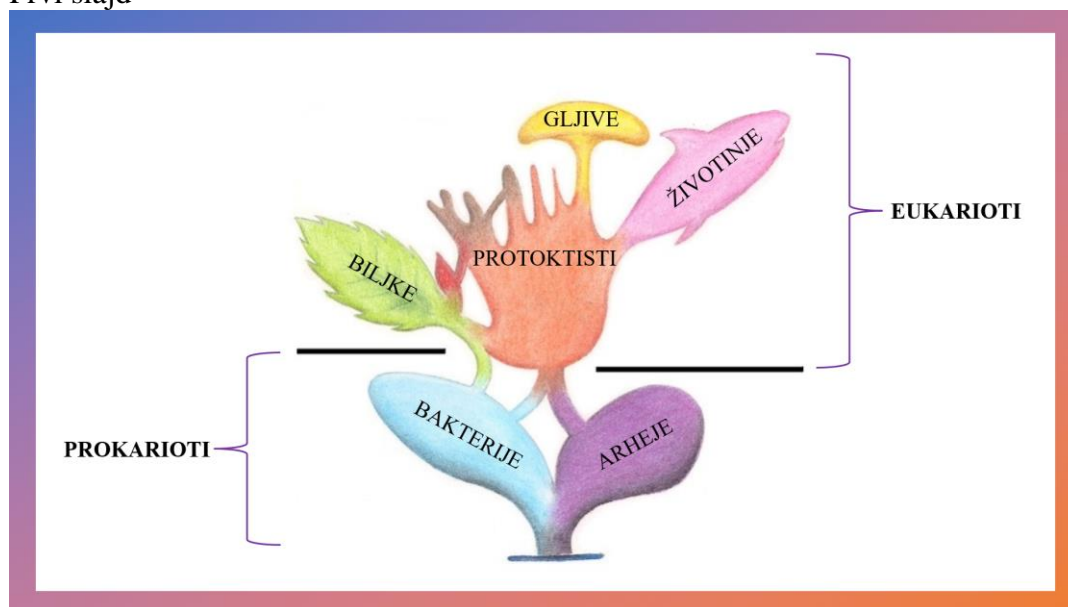 GLJIVE
ŽIVOTINJE
EUKARIOTI
PROTOKTISTI
BILJKE
BAKTERIJE
ARHEJE
PROKARIOTI